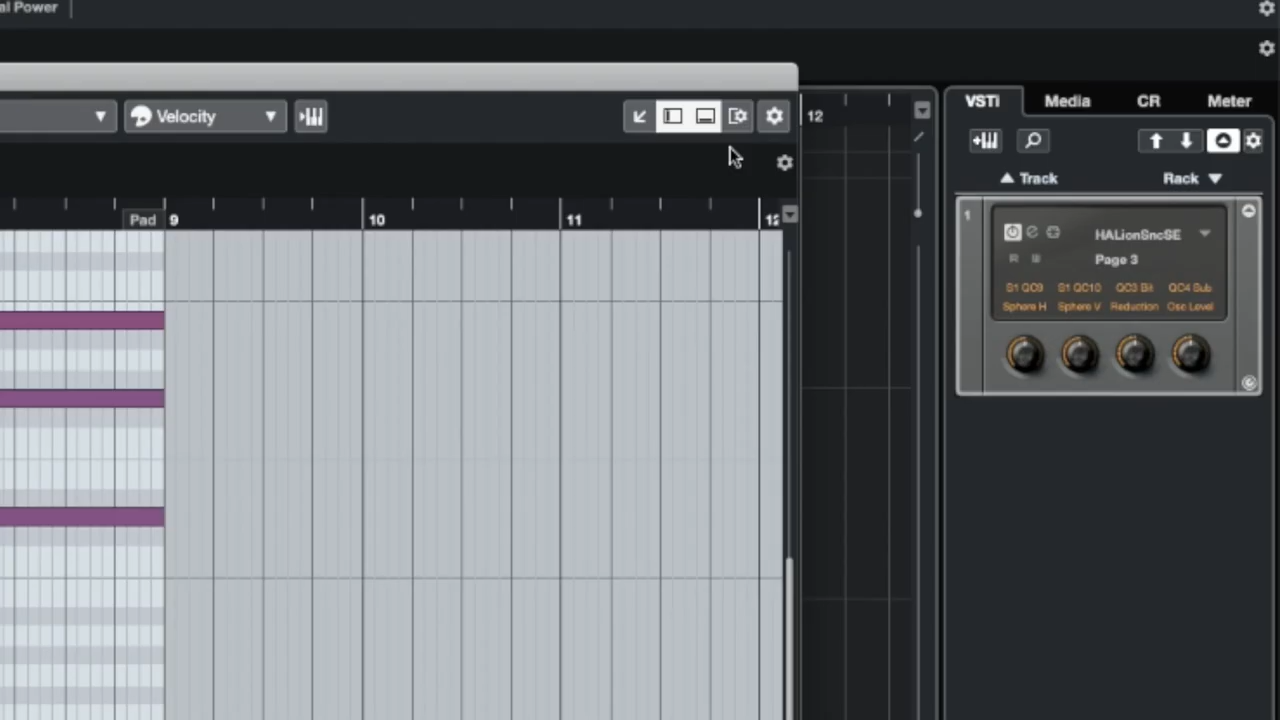 al Power
Velocity
12
VSTi Media CR Meter
Track Rack
Pad 9 10 11 12
1
HALionSncSE
R W
Page 3
S1 QC9 S1 QC10 QC3 Bit QC4 Sub
Sphere H Sphere V Reduction Osc Level